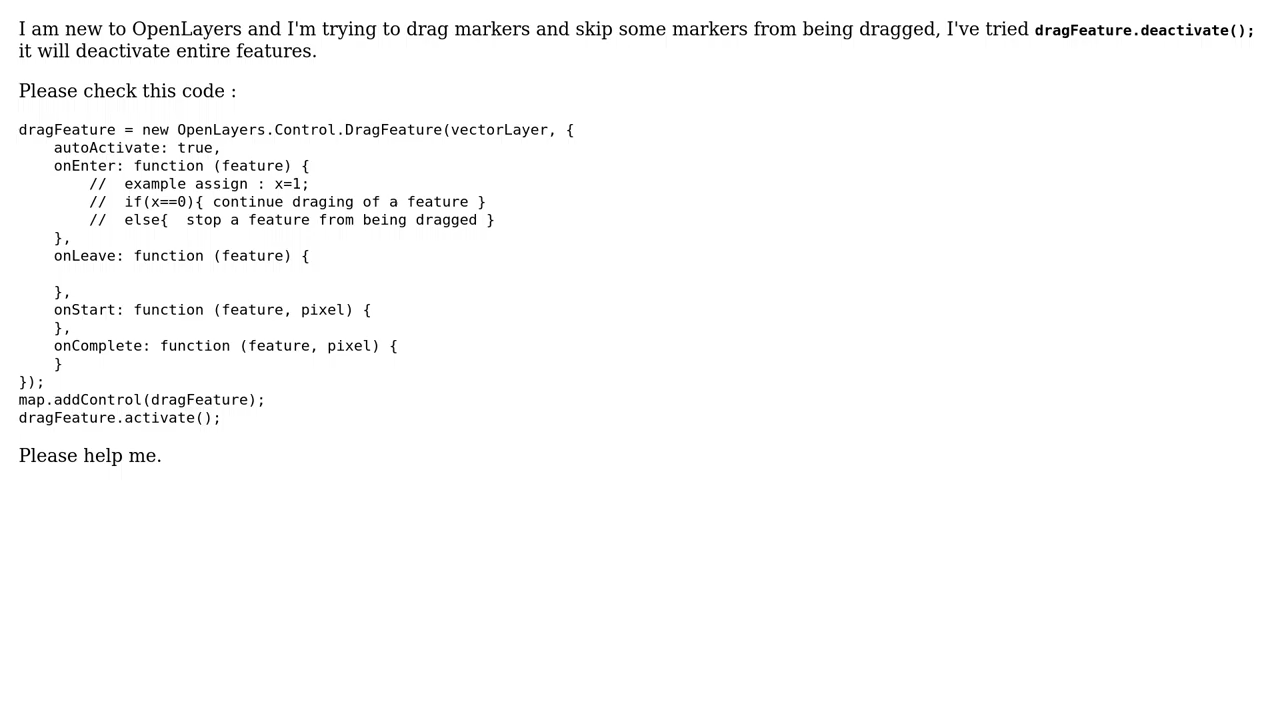 I am new to OpenLayers and I'm trying to drag markers and skip some markers from being dragged, I've tried dragFeature.deactivate();
it will deactivate entire features.
Please check this code :
dragFeature = new OpenLayers.Control.DragFeature(vectorLayer, {
    autoActivate: true,
    onEnter: function (feature) {
        //  example assign : x=1;
        //  if(x==0){ continue draging of a feature }
        //  else{  stop a feature from being dragged }
    },
    onLeave: function (feature) {
    },
    onStart: function (feature, pixel) {
    },
    onComplete: function (feature, pixel) {
    }
});
map.addControl(dragFeature);
dragFeature.activate();
Please help me.